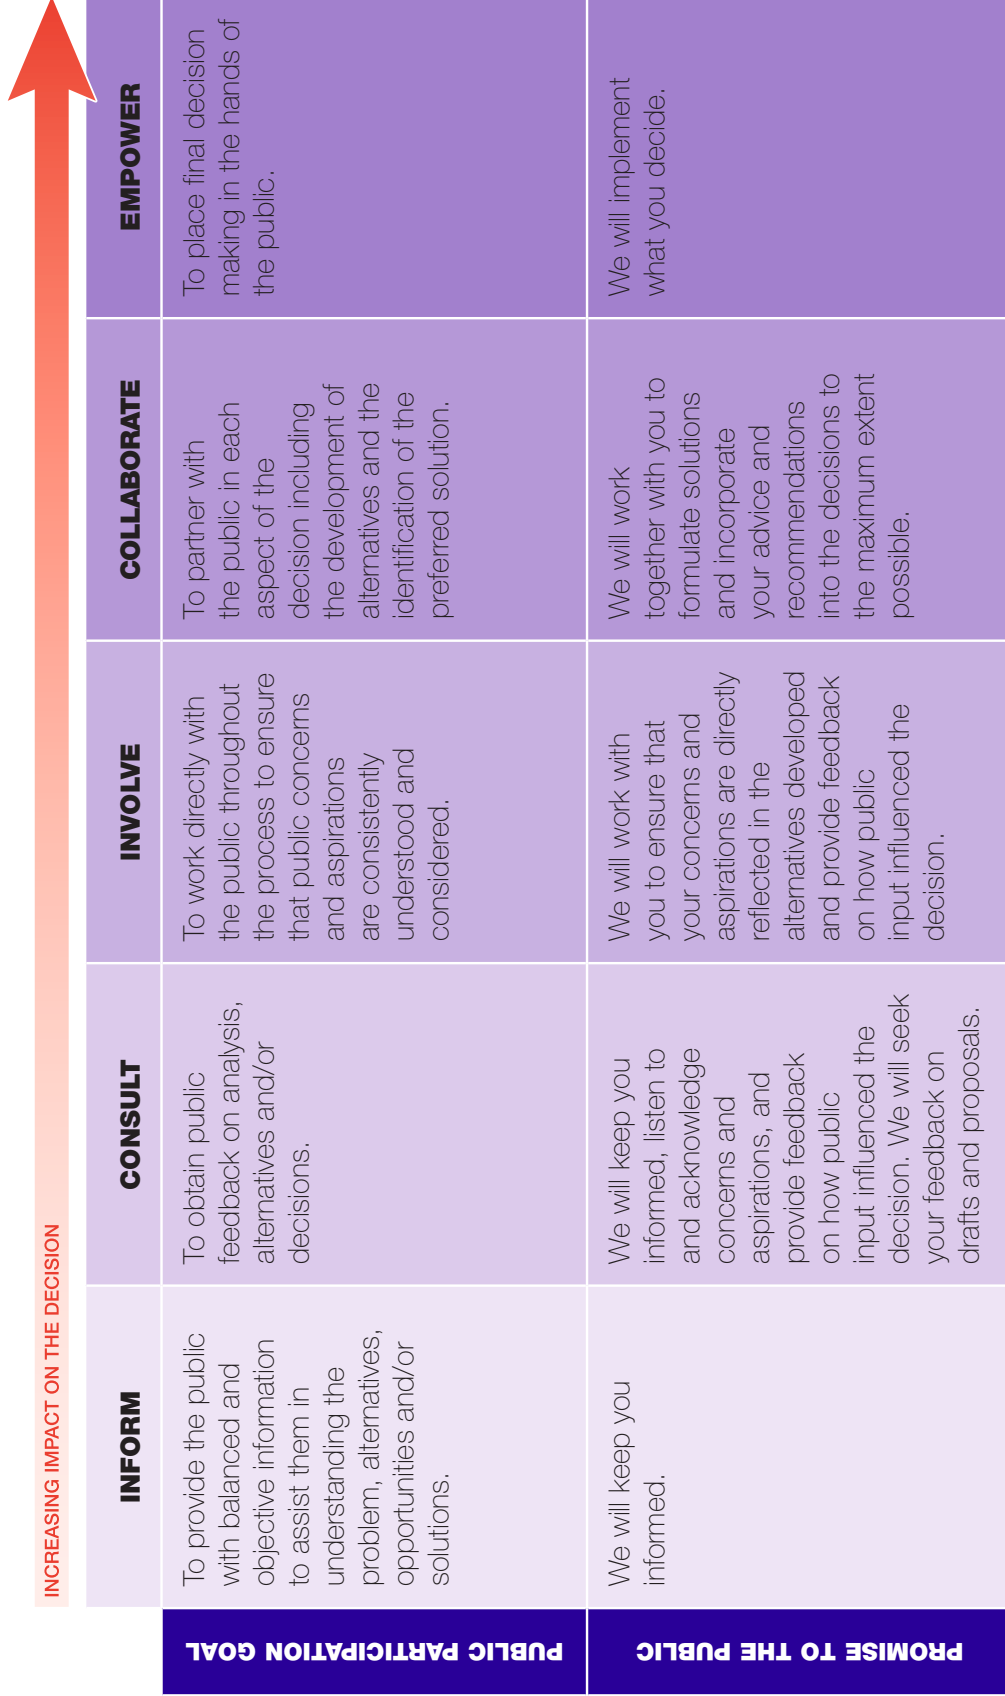 INCREASING IMPACT ON THE DECISION
INFORM
CONSULT
INVOLVE
COLLABORATE
EMPOWER
PUBLIC PARTICIPATION GOAL
To provide the public
with balanced and
objective information
to assist them in
understanding the
problem, alternatives,
opportunities and/or
solutions.
To obtain public
feedback on analysis,
alternatives and/or
decisions.
To work directly with
the public throughout
the process to ensure
that public concerns
and aspirations
are consistently
understood and
considered.
To partner with
the public in each
aspect of the
decision including
the development of
alternatives and the
identification of the
preferred solution.
To place final decision
making in the hands of
the public.
PROMISE TO THE PUBLIC
We will keep you
informed.
We will keep you
informed, listen to
and acknowledge
concerns and
aspirations, and
provide feedback
on how public
input influenced the
decision. We will seek
your feedback on
drafts and proposals.
We will work with
you to ensure that
your concerns and
aspirations are directly
reflected in the
alternatives developed
and provide feedback
on how public
input influenced the
decision.
We will work
together with you to
formulate solutions
and incorporate
your advice and
recommendations
into the decisions to
the maximum extent
possible.
We will implement
what you decide.